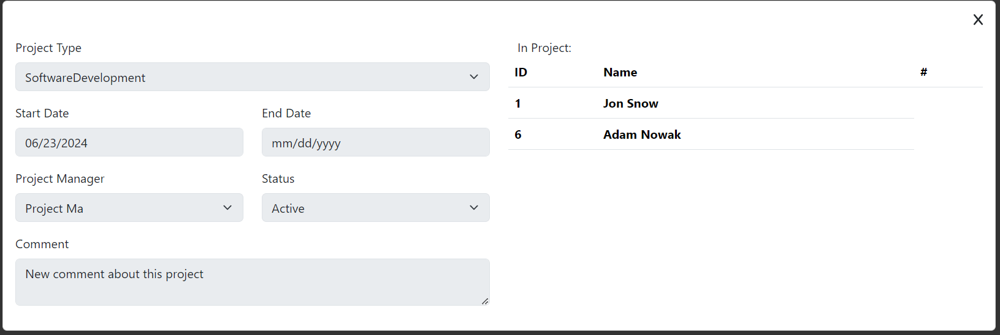 X
Project Type
SoftwareDevelopment
Start Date End Date
06/23/2024 mm/dd/yyyy
Project Manager Status
Project Ma Active
Comment
New comment about this project
In Project:
ID Name #
1 Jon Snow
6 Adam Nowak